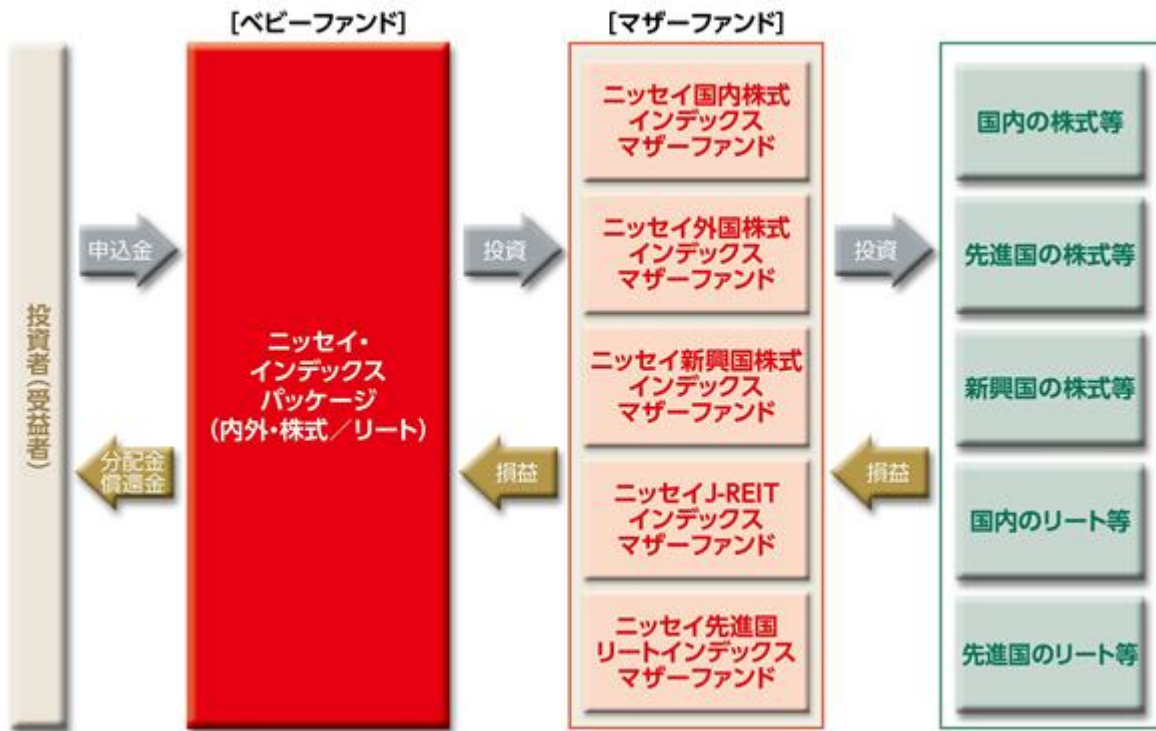 [ベビーファンド]
[マザーファンド]
投資者(受益者)
申込金
分配金
償還金
ニッセイ・
インデックス
パッケージ
(内外・株式／リート)
投資
損益
ニッセイ国内株式
インデックス
マザーファンド
ニッセイ外国株式
インデックス
マザーファンド
ニッセイ新興国株式
インデックス
マザーファンド
ニッセイJ-REIT
インデックス
マザーファンド
ニッセイ先進国
リートインデックス
マザーファンド
投資
損益
国内の株式等
先進国の株式等
新興国の株式等
国内のリート等
先進国のリート等